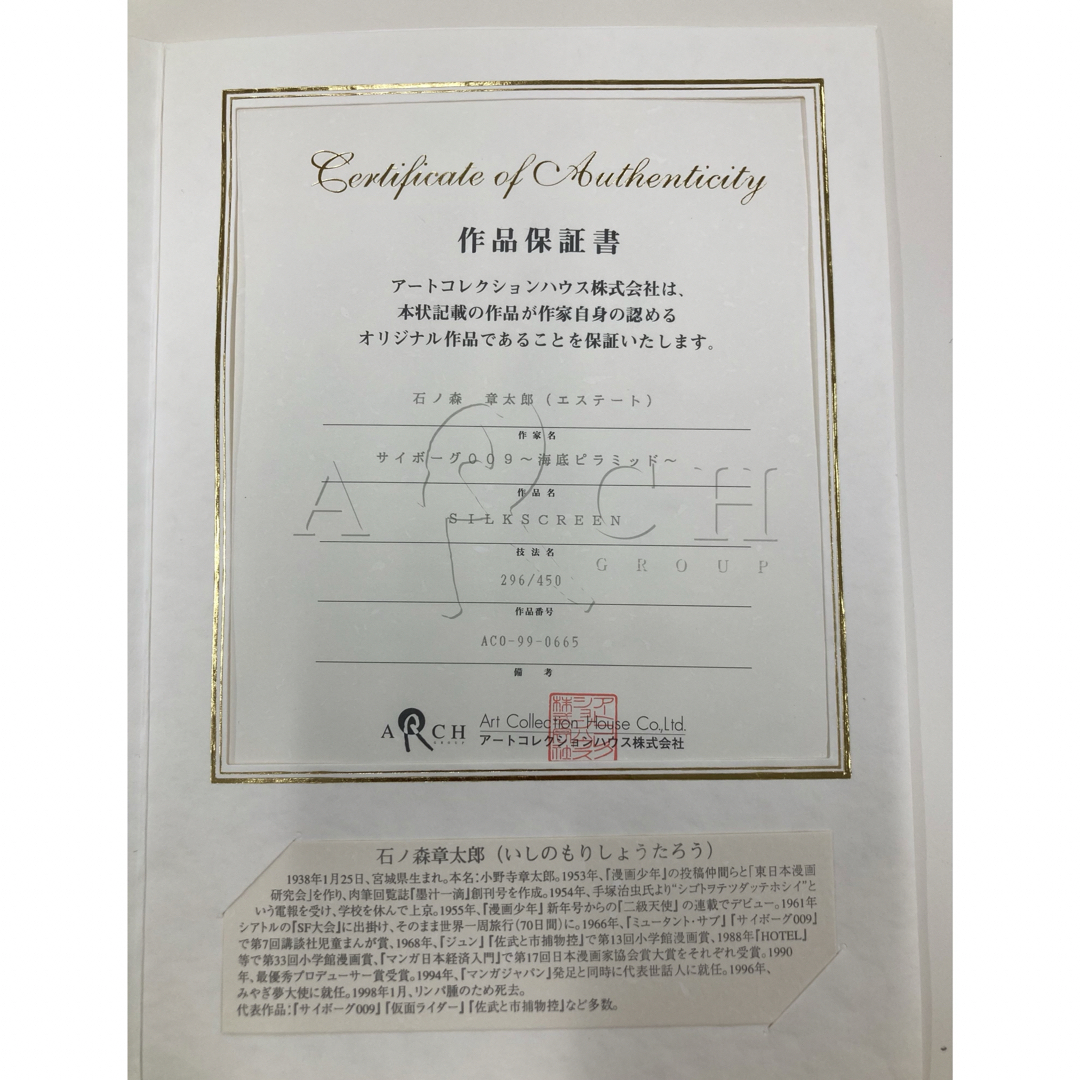 Certificate of Authenticity
作品保証書
アートコレクションハウス株式会社は、
本状記載の作品が作家自身の認める
オリジナル作品であることを保証いたします。
石ノ森 章太郎(エステート)
作家名
サイボーグ009~海底ピラミッド~
作品名
SILKSCREEN
技法名
296/450
作品番号
ACO-99-0665
備 考
ARCH
GROUP
ARCH
GROUP
Art Collection House Co,Ltd.
アートコレクションハウス株式会社
石ノ森章太郎(いしのもりしょうたろう)
1938年1月25日、宮城県生まれ。本名:小野寺章太郎。1953年、『漫画少年』の投稿仲間らと「東日本漫画
研究会」を作り、肉筆回覧誌『墨汁一滴』創刊号を作成。1954年、手塚治虫氏より“シゴトヲテツダッテホシイ”と
いう電報を受け、学校を休んで上京。1955年、『漫画少年』新年号からの『二級天使』の連載でデビュー。1961年
シアトルの『SF大会』に出掛け、そのまま世界一周旅行(70日間)に。1966年、『ミュータント・サブ』『サイボーグ009』
で第7回講談社児童まんが賞、1968年、『ジュン』『佐武と市捕物控』で第13回小学館漫画賞、1988年『HOTEL』
等で第33回小学館漫画賞、『マンガ日本経済入門』で第17回日本漫画家協会賞大賞をそれぞれ受賞。1990
年、最優秀プロデューサー賞受賞。1994年、『マンガジャパン』発足と同時に代表世話人に就任。1996年、
みやぎ夢大使に就任。1998年1月、リンパ腫のため死去。
代表作品:『サイボーグ009』『仮面ライダー』『佐武と市捕物控』など多数。